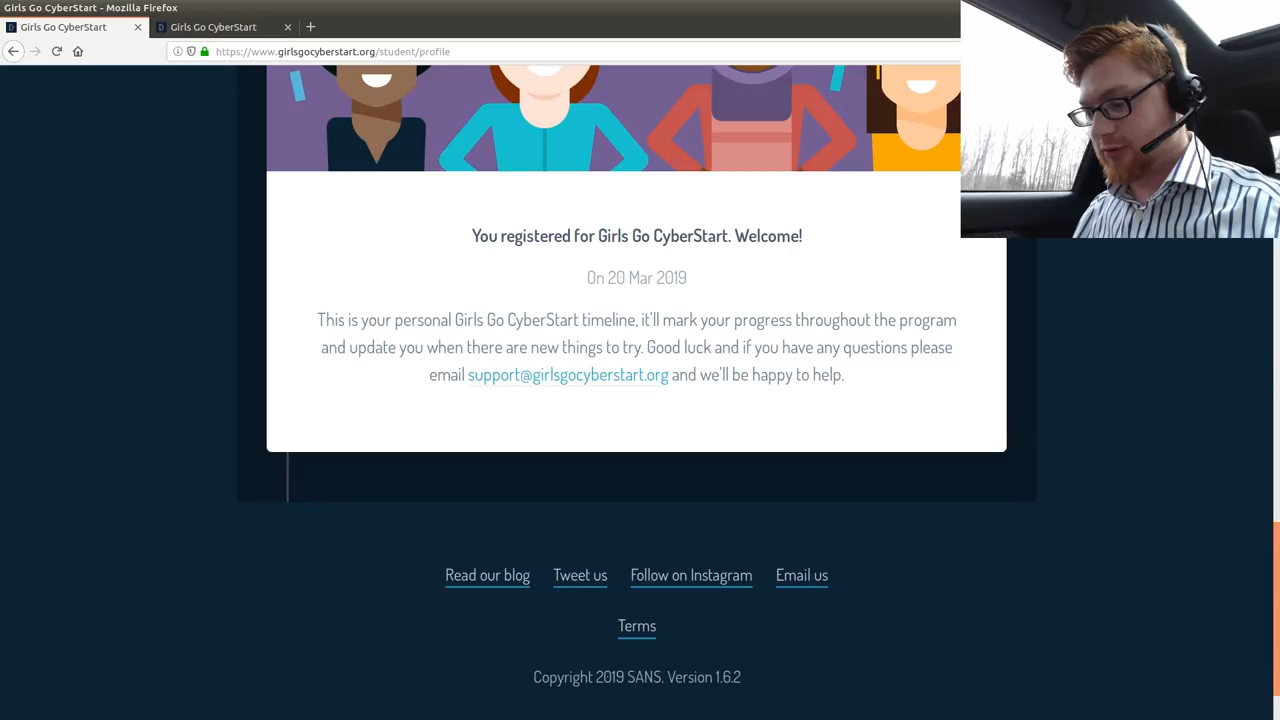 Girls Go CyberStart - Mozilla Firefox
Girls Go CyberStart
Girls Go CyberStart
https://www.girlsgocyberstart.org/student/profile
You registered for Girls Go CyberStart. Welcome!
On 20 Mar 2019
This is your personal Girls Go CyberStart timeline, it'll mark your progress throughout the program
and update you when there are new things to try. Good luck and if you have any questions please
email support@girlsgocyberstart.org and we'll be happy to help.
Read our blog Tweet us Follow on Instagram Email us
Terms
Copyright 2019 SANS. Version 1.6.2